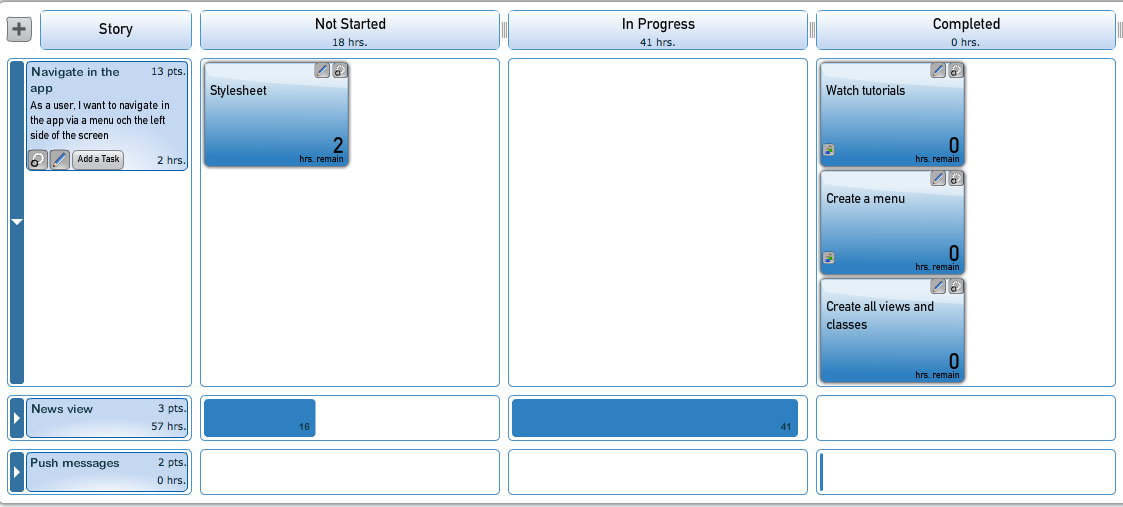 Story
Not Started
18 hrs.
In Progress
41 hrs.
Completed
0 hrs.
Navigate in the app
13 pts.
As a user, I want to navigate in
the app via a menu och the left
side of the screen
Add a Task
2 hrs.
Stylesheet
2
hrs. remain
Watch tutorials
0
hrs. remain
Create a menu
0
hrs. remain
Create all views and
classes
0
hrs. remain
News view
3 pts.
57 hrs.
16
41
Push messages
2 pts.
0 hrs.